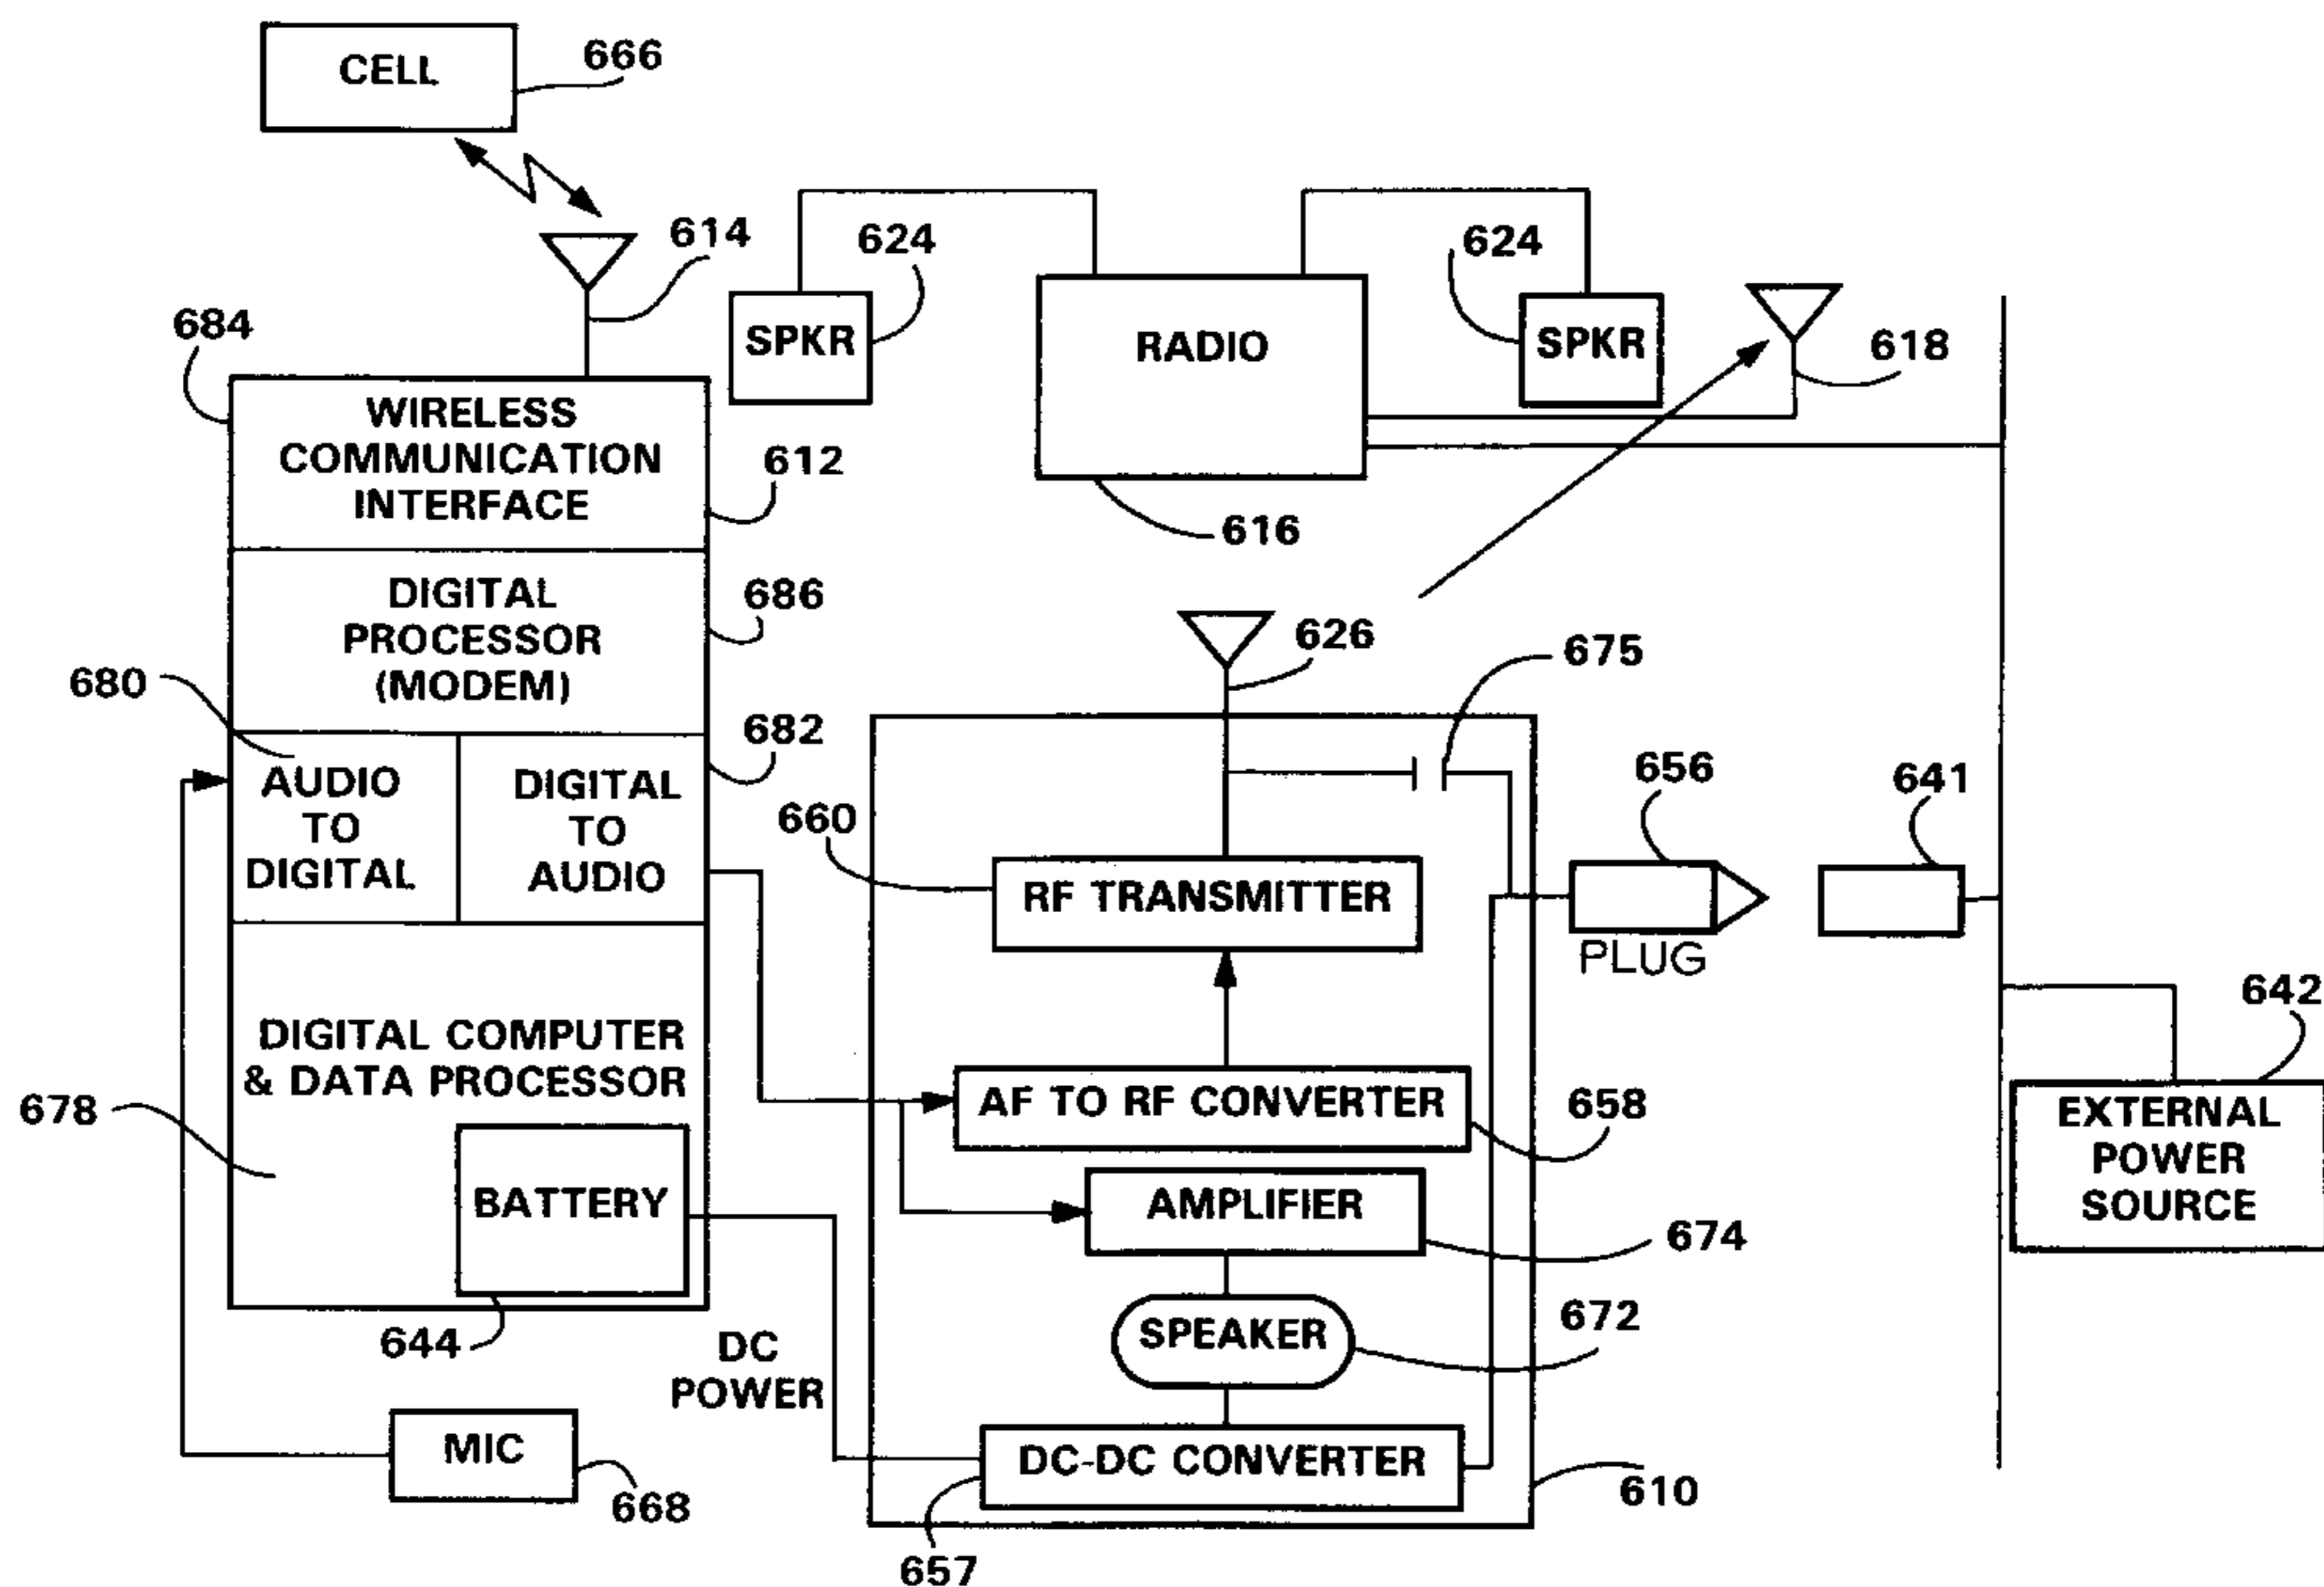 CELL
666
614
624
624
684
SPKR
RADIO
SPKR
618
WIRELESS
COMMUNICATION
INTERFACE
612
616
DIGITAL
PROCESSOR
(MODEM)
686
626
675
680
682
AUDIO
TO
DIGITAL
DIGITAL
TO
AUDIO
660
RF TRANSMITTER
656
PLUG
641
642
EXTERNAL
POWER
SOURCE
DIGITAL COMPUTER
& DATA PROCESSOR
678
AF TO RF CONVERTER
658
BATTERY
AMPLIFIER
674
644
DC
POWER
SPEAKER
672
MIC
668
DC-DC CONVERTER
610
657